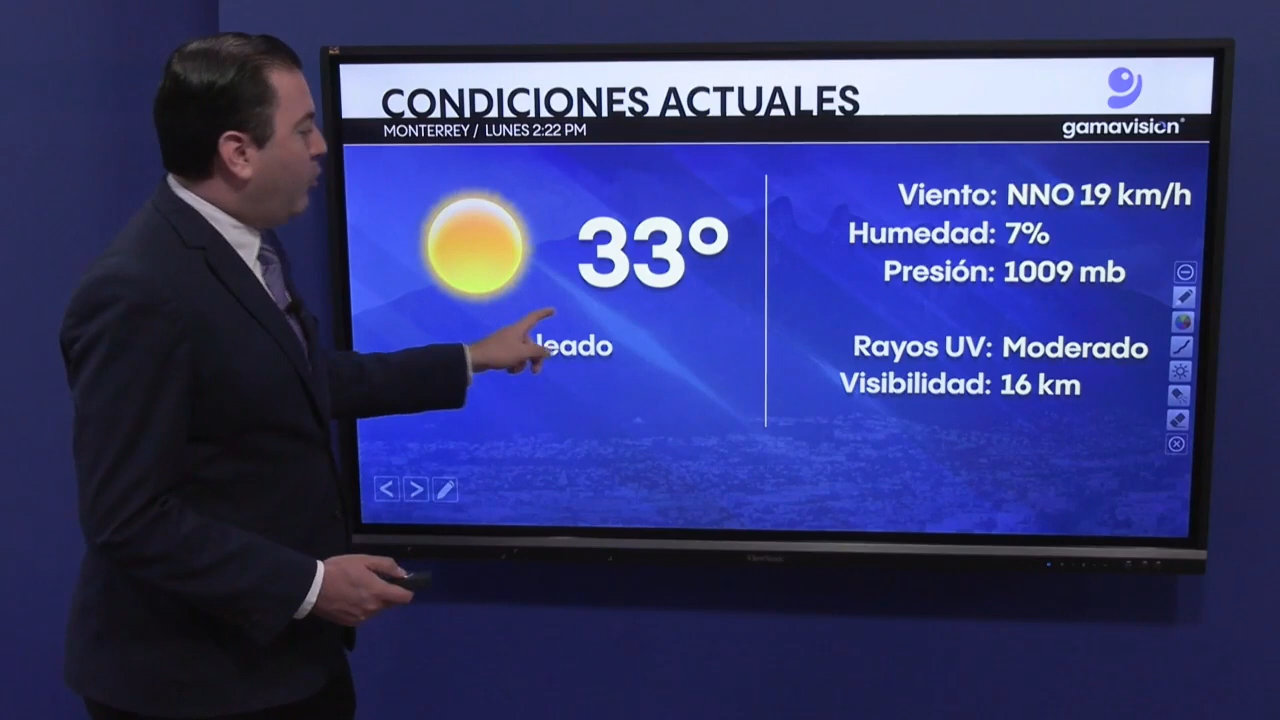 CONDICIONES ACTUALES
MONTERREY / LUNES 2:22 PM
gamavision
33°
leado
Viento: NNO 19 km/h
Humedad: 7%
Presión: 1009 mb
Rayos UV: Moderado
Visibilidad: 16 km
ViewSonic